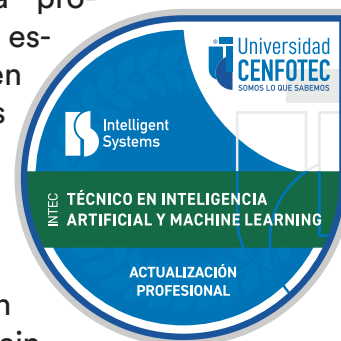 pro-
es-
en
s
Universidad
CENFOTEC
SOMOS LO QUE SABEMOS
Intelligent
Systems
INTEC
TÉCNICO EN INTELIGENCIA
ARTIFICIAL Y MACHINE LEARNING
ACTUALIZACIÓN
PROFESIONAL
n